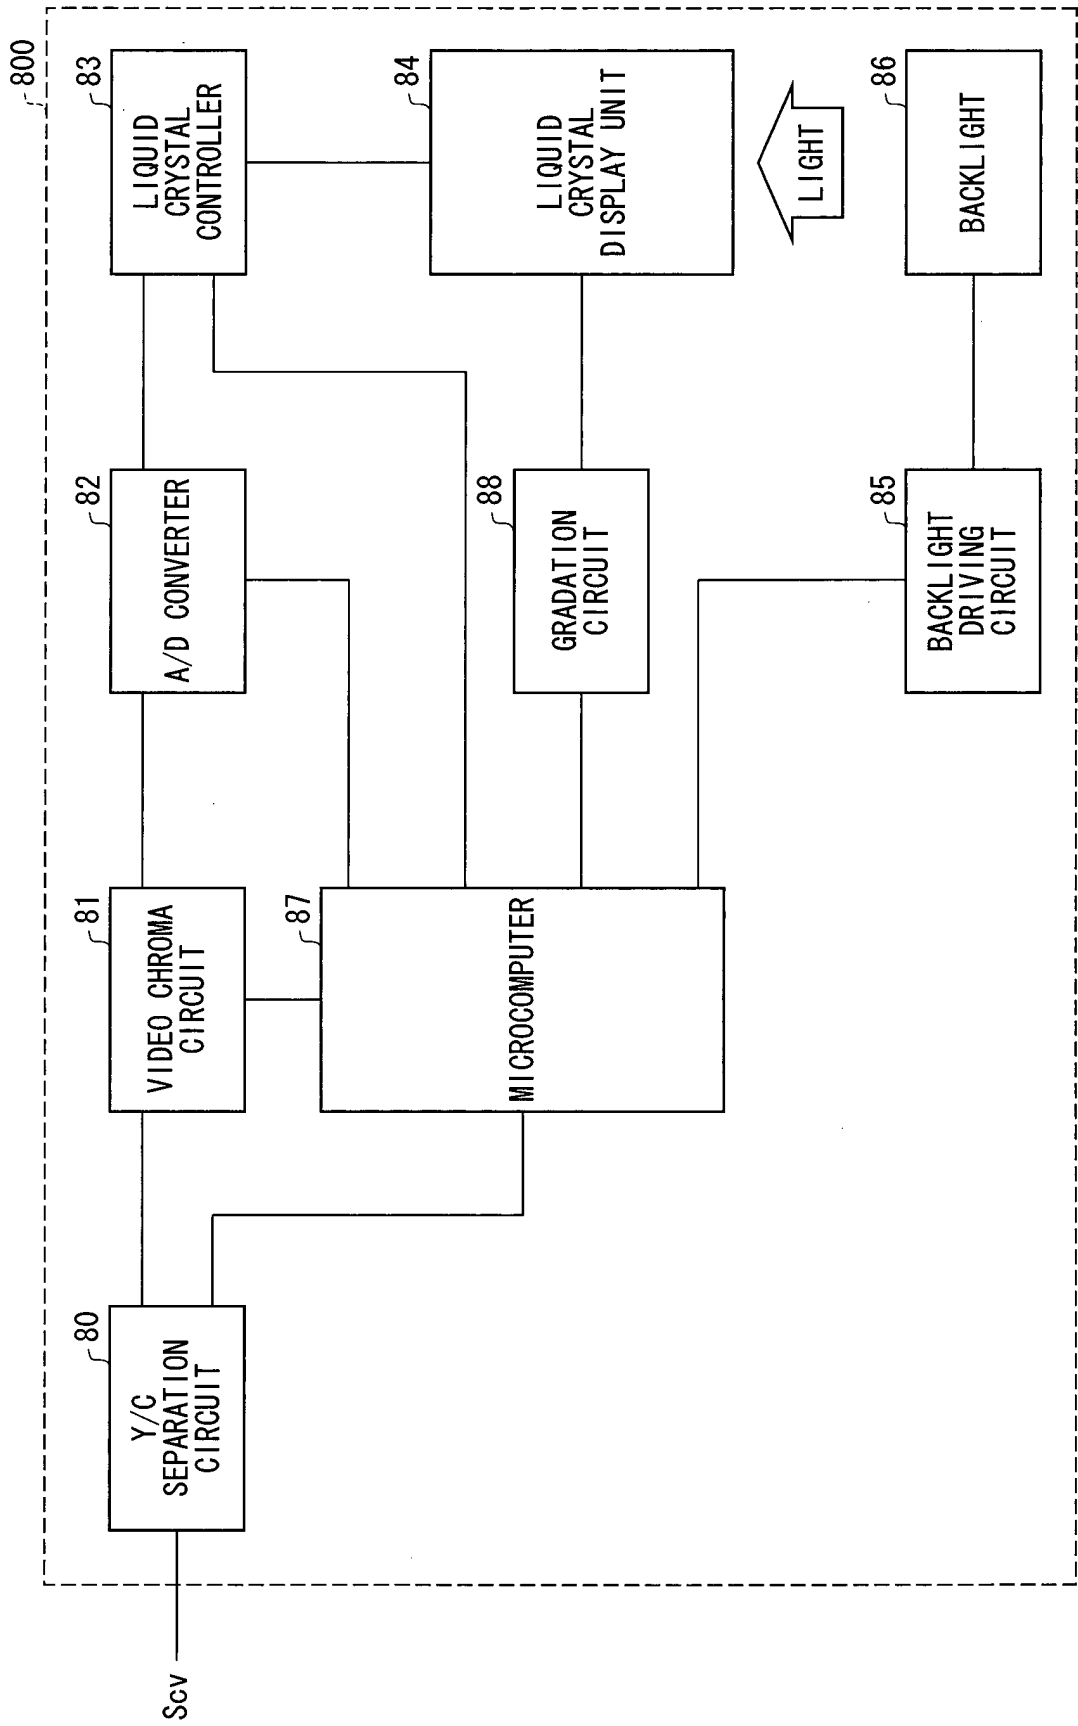 800
Scv
80
Y/C
SEPARATION
CIRCUIT
81
VIDEO CHROMA
CIRCUIT
82
A/D CONVERTER
83
LIQUID
CRYSTAL
CONTROLLER
87
MICROCOMPUTER
88
GRADATION
CIRCUIT
84
LIQUID
CRYSTAL
DISPLAY UNIT
LIGHT
85
BACKLIGHT
DRIVING
CIRCUIT
86
BACKLIGHT